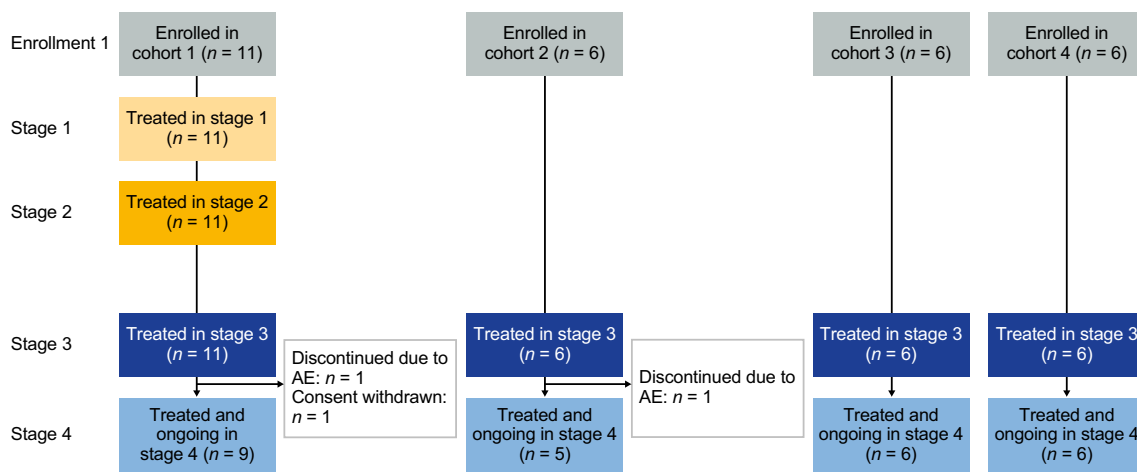 Enrollment 1
Enrolled in
cohort 1 (n = 11)
Enrolled in
cohort 2 (n = 6)
Enrolled in
cohort 3 (n = 6)
Enrolled in
cohort 4 (n = 6)
Stage 1
Treated in stage 1
(n = 11)
Stage 2
Treated in stage 2
(n = 11)
Stage 3
Treated in stage 3
(n = 11)
Discontinued due to
AE: n = 1
Consent withdrawn:
n = 1
Treated in stage 3
(n = 6)
Discontinued due to
AE: n = 1
Treated in stage 3
(n = 6)
Treated in stage 3
(n = 6)
Stage 4
Treated and
ongoing in
stage 4 (n = 9)
Treated and
ongoing in stage 4
(n = 5)
Treated and
ongoing in stage 4
(n = 6)
Treated and
ongoing in stage 4
(n = 6)